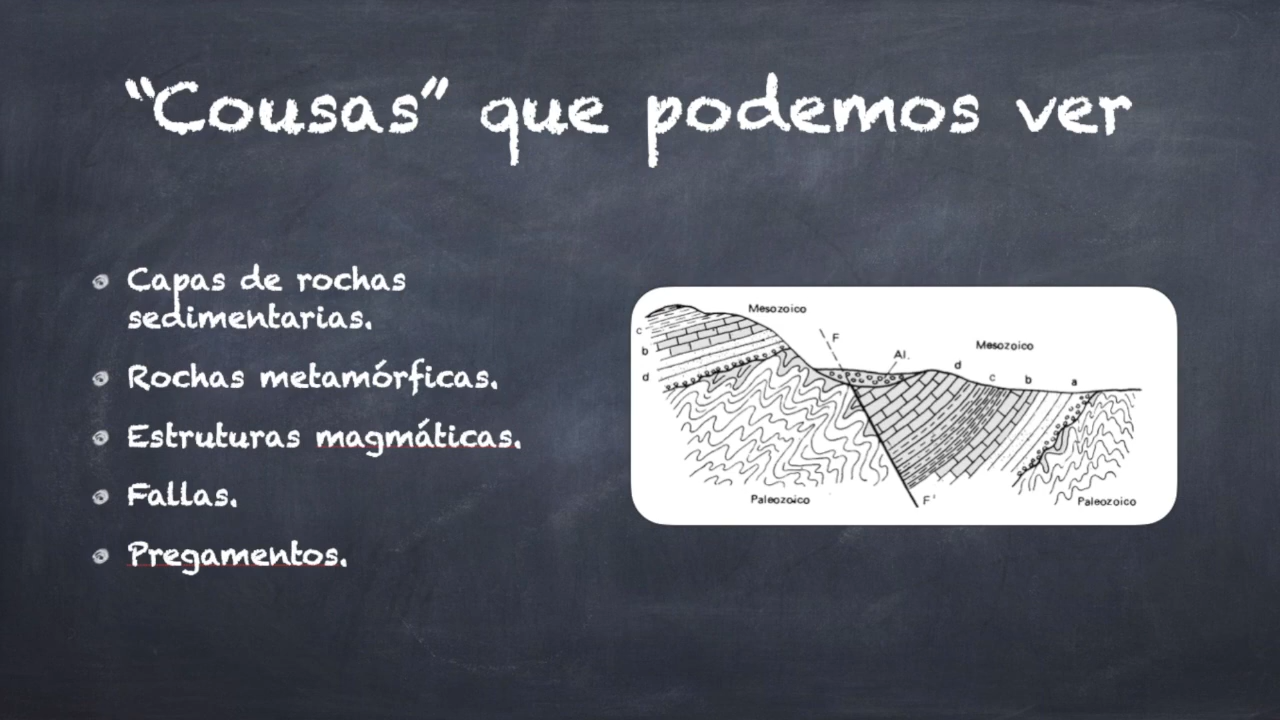 “Cousas” que podemos ver
Capas de rochas
sedimentarias.
Rochas metamórficas.
Estruturas magmáticas.
Fallas.
Pregamentos.
Mesozoico
F
Mesozoico
Al.
c
b
d
d
c
b
a
Paleozoico
F'
Paleozoico